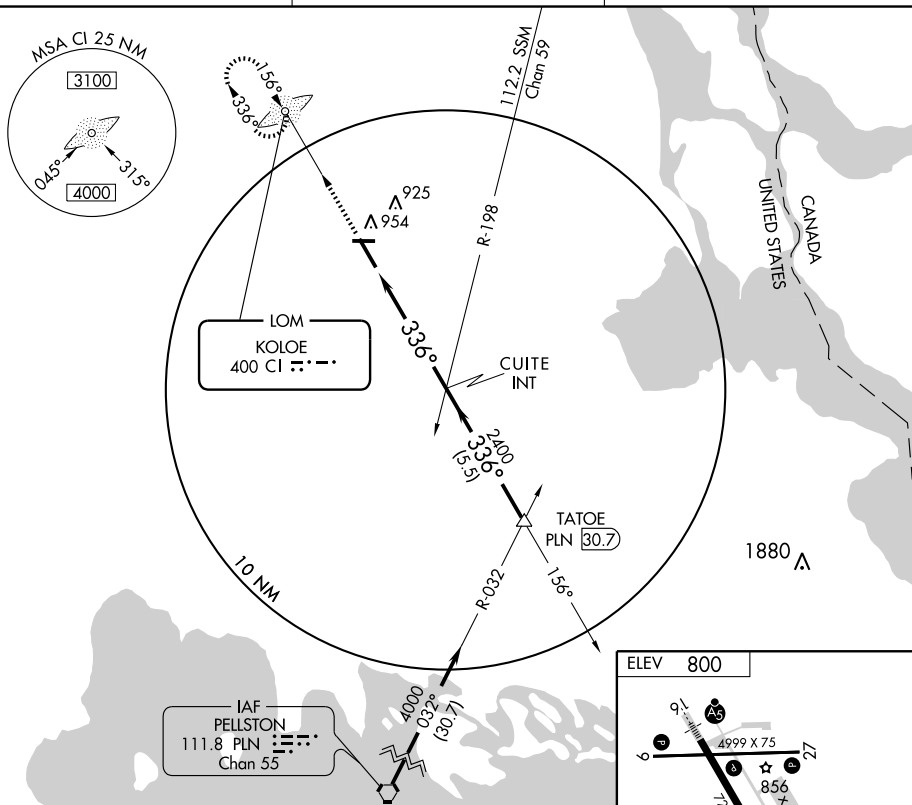 MSA CI 25 NM
3100
045°
315°
4000
156°
336°
112.2 SSM
Chan 59
R-198
925
954
CANADA
UNITED STATES
LOM
KOLOE
400 CI
336°
CUITE
INT
2400
336°
(5.5)
TATOE
PLN 30.7
156°
R-032
10 NM
1880
4000
032°
(30.7)
IAF
PELLSTON
111.8 PLN
Chan 55
ELEV 800
16
A5
P
4999 X 75
9
27
P
P
856
X